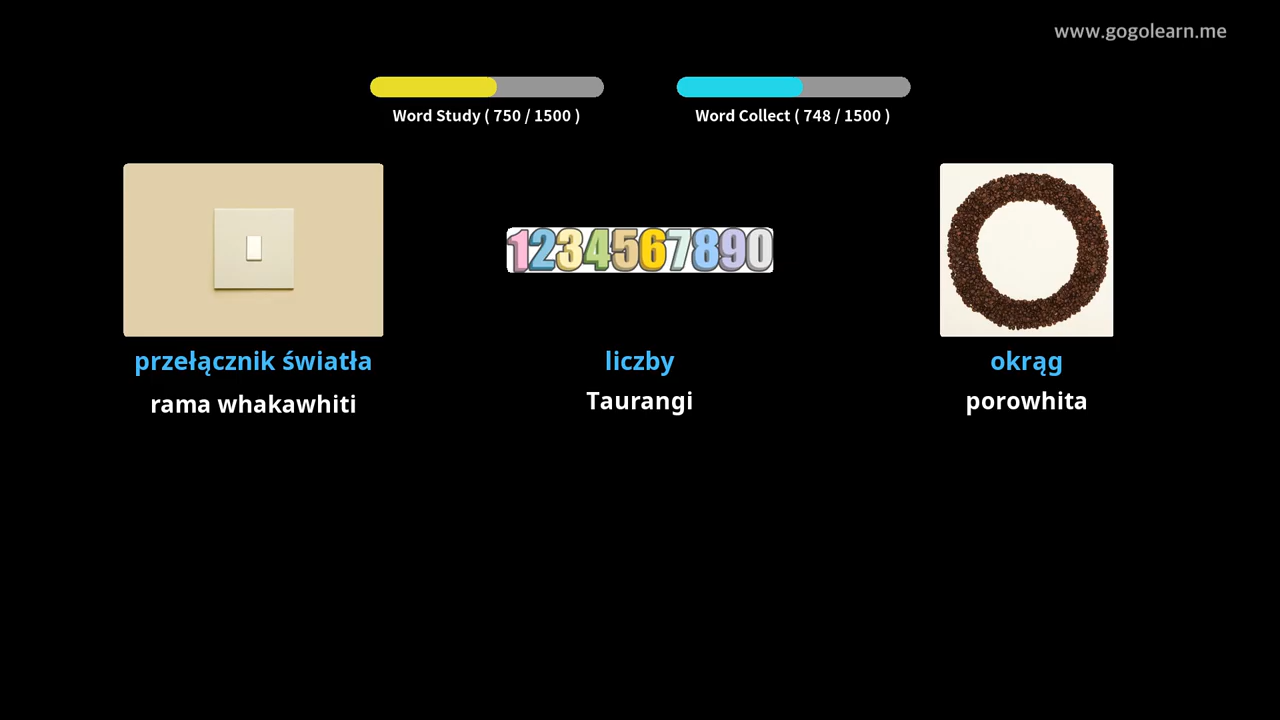 www.gogolearn.me
Word Study ( 750 / 1500 )
Word Collect ( 748 / 1500 )
1234567890
przełącznik światła
liczby
okrąg
rama whakawhiti
Taurangi
porowhita